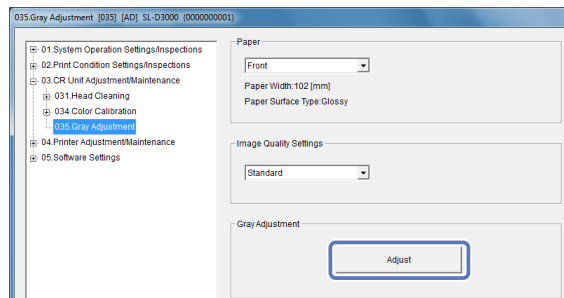 035.Gray Adjustment [035] [AD] SL-D3000 (0000000001)
01.System Operation Settings/Inspections
02.Print Condition Settings/Inspections
03.CR Unit Adjustment/Maintenance
031.Head Cleaning
034.Color Calibration
035.Gray Adjustment
04.Printer Adjustment/Maintenance
05.Software Settings
Paper
Front
Paper Width:102 [mm]
Paper Surface Type:Glossy
Image Quality Settings
Standard
Gray Adjustment
Adjust